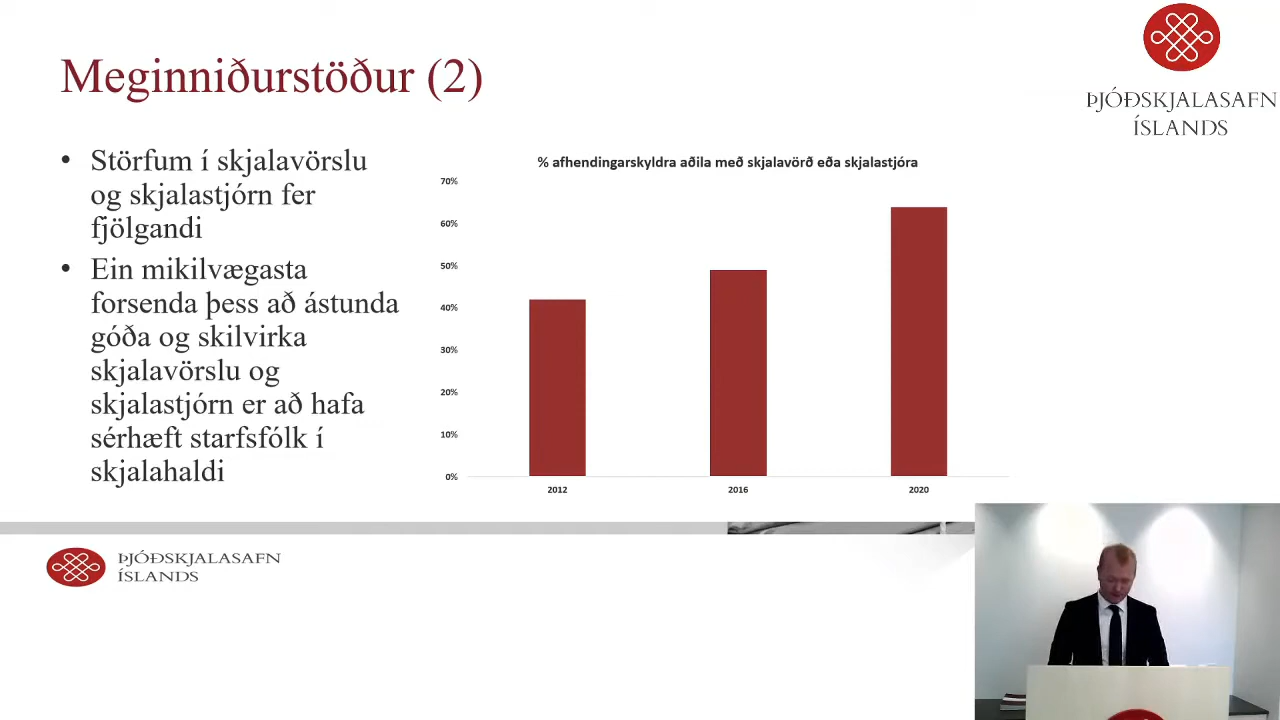 Meginniðurstöður (2)
ÞJÓÐSKJALASAFN
ÍSLANDS
• Störfum í skjalavörslu
og skjalastjórn fer
fjölgandi
• Ein mikilvægasta
forsenda þess að ástunda
góða og skilvirka
skjalavörslu og
skjalastjórn er að hafa
sérhæft starfsfólk í
skjalahaldi
% afhendingarskyldra aðila með skjalavörð eða skjalastjóra
70%
60%
50%
40%
30%
20%
10%
0%
2012 2016 2020
ÞJÓÐSKJALASAFN
ÍSLANDS